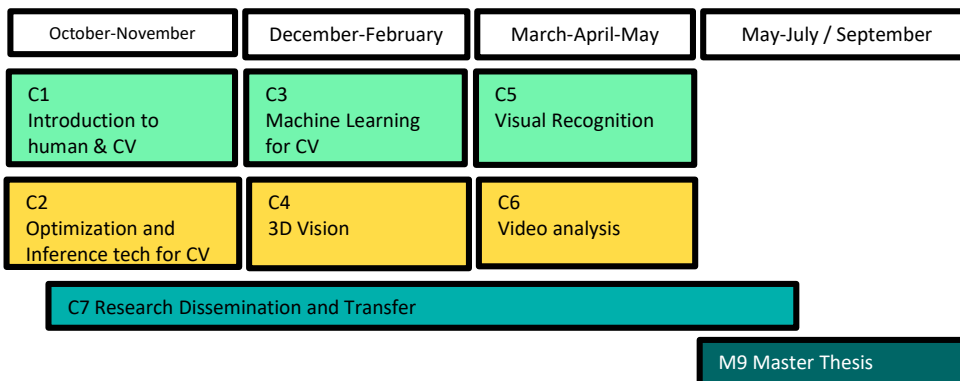 October-November
December-February
March-April-May
May-July / September
C1
Introduction to
human & CV
C3
Machine Learning
for CV
C5
Visual Recognition
C2
Optimization and
Inference tech for CV
C4
3D Vision
C6
Video analysis
C7 Research Dissemination and Transfer
M9 Master Thesis